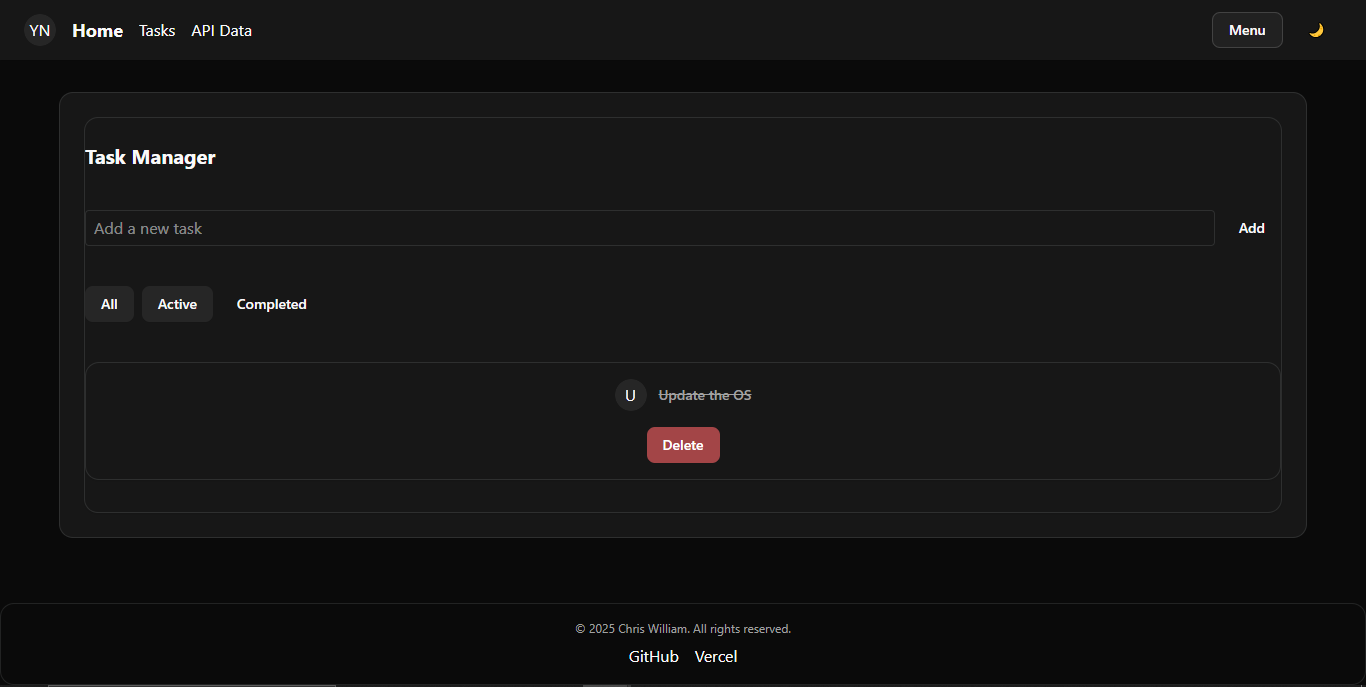 YN Home Tasks API Data Menu
Task Manager
Add a new task Add
All Active Completed
U Update the OS
Delete
© 2025 Chris William. All rights reserved.
GitHub Vercel